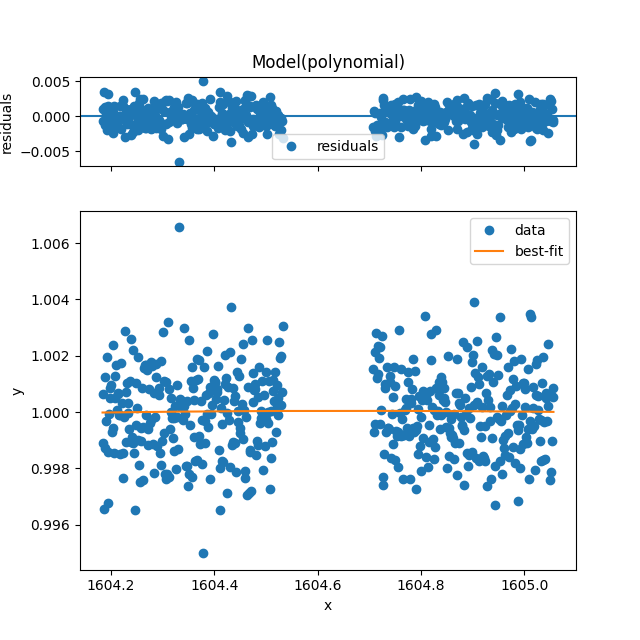 Model(polynomial)
0.005
0.000
−0.005
residuals
residuals
1.006
1.004
1.002
1.000
0.998
0.996
y
data
best-fit
1604.2
1604.4
1604.6
1604.8
1605.0
x